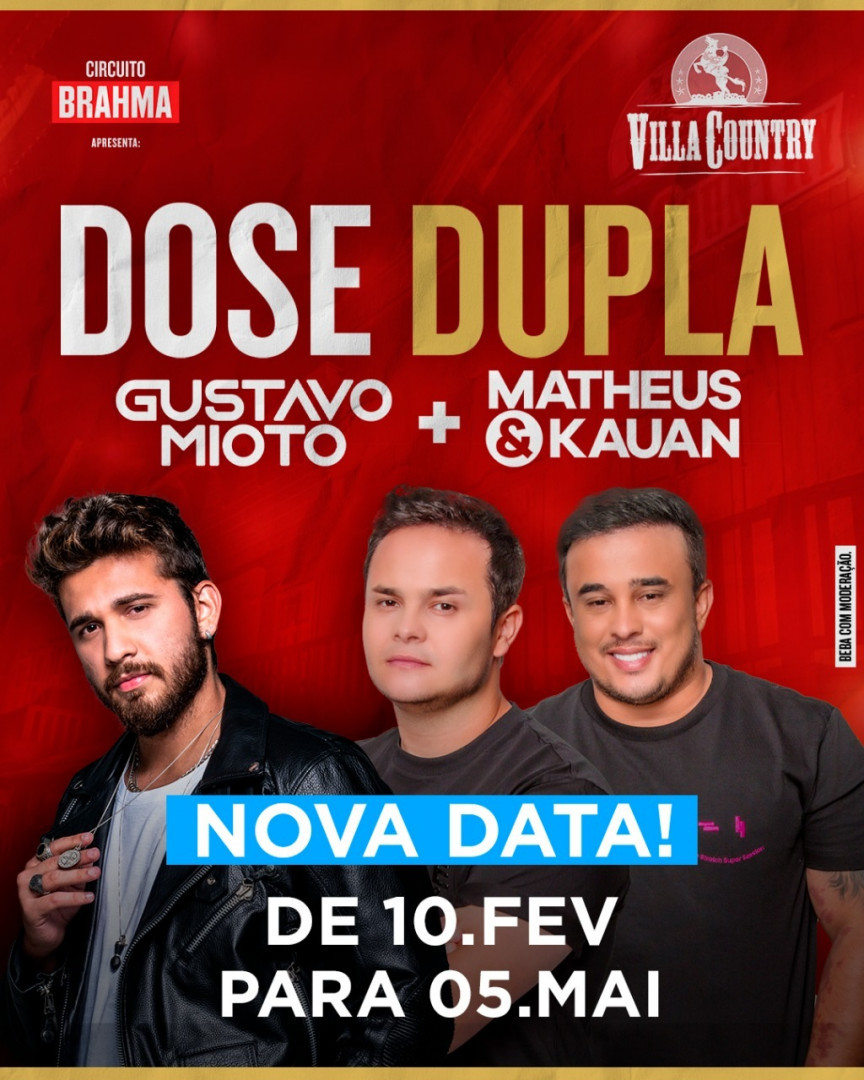 CIRCUITO
BRAHMA
APRESENTA:
VILLA COUNTRY
DOSE DUPLA
GUSTAVO
MIOTO
+
MATHEUS
& KAUAN
BEBA COM MODERAÇÃO.
NOVA DATA!
DE 10.FEV
PARA 05.MAI